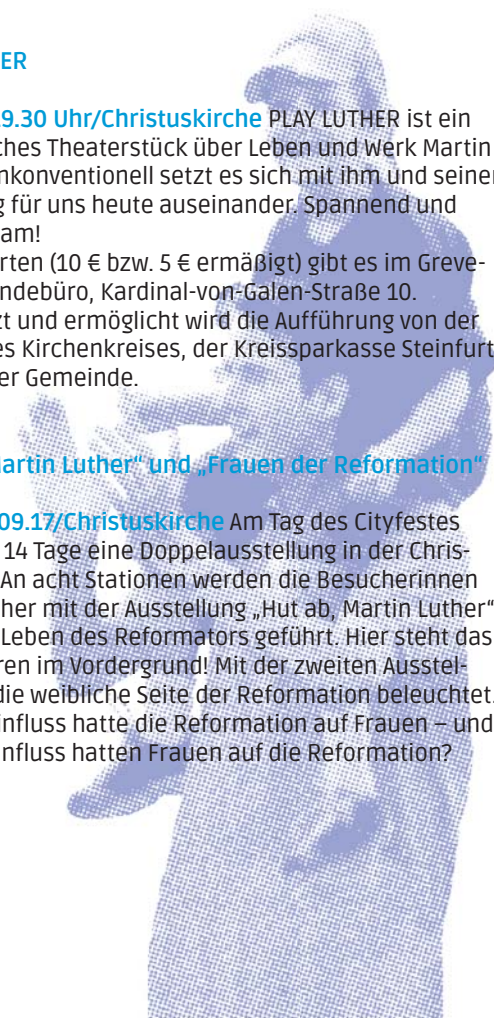 ER
9.30 Uhr/Christuskirche PLAY LUTHER ist ein
ches Theaterstück über Leben und Werk Martin
nkonventionell setzt es sich mit ihm und seiner
g für uns heute auseinander. Spannend und
am!
rten (10 € bzw. 5 € ermäßigt) gibt es im Greve-
ndebüro, Kardinal-von-Galen-Straße 10.
zt und ermöglicht wird die Aufführung von der
es Kirchenkreises, der Kreissparkasse Steinfurt
er Gemeinde.
artin Luther“ und „Frauen der Reformation“
09.17/Christuskirche Am Tag des Cityfestes
14 Tage eine Doppelausstellung in der Chris-
An acht Stationen werden die Besucherinnen
her mit der Ausstellung „Hut ab, Martin Luther“
Leben des Reformators geführt. Hier steht das
ren im Vordergrund! Mit der zweiten Ausstel-
die weibliche Seite der Reformation beleuchtet.
influss hatte die Reformation auf Frauen – und
nfluss hatten Frauen auf die Reformation?